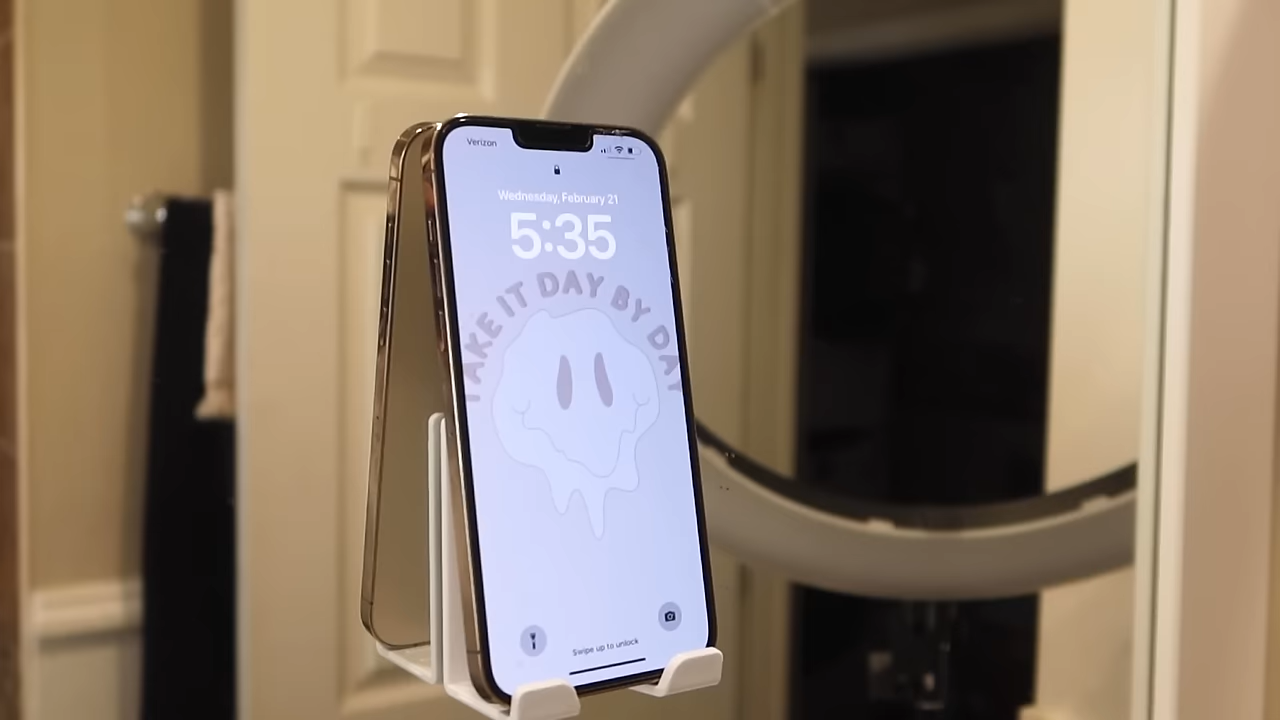 Verizon
Wednesday, February 21
5:35
TAKE IT DAY BY DAY
Swipe up to unlock